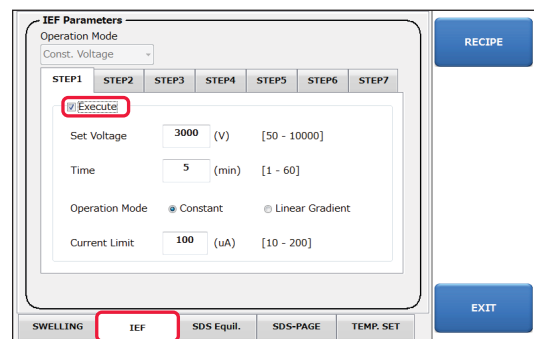 IEF Parameters
Operation Mode
Const. Voltage
STEP1 STEP2 STEP3 STEP4 STEP5 STEP6 STEP7
Execute
Set Voltage 3000 (V) [50 - 10000]
Time 5 (min) [1 - 60]
Operation Mode Constant Linear Gradient
Current Limit 100 (uA) [10 - 200]
RECIPE
EXIT
SWELLING IEF SDS Equil. SDS-PAGE TEMP. SET